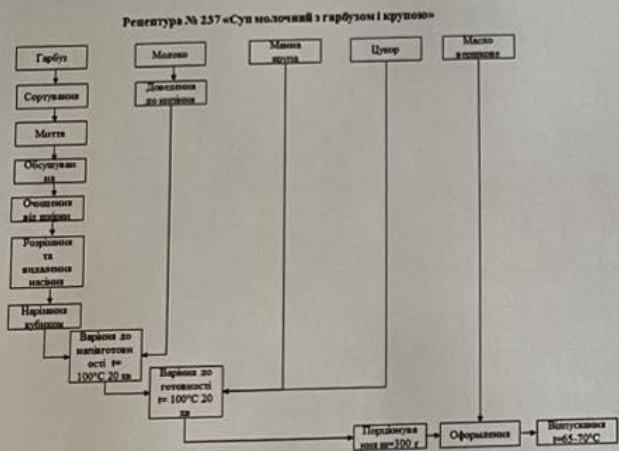 Рецептура № 237 «Суп молочний з гарбузом і крупою»
Гарбуз
Молоко
Манна
крупа
Цукор
Масло
вершкове
Сортування
Доведення
до кипіння
Миття
Обсушуван
ня
Очищення
від шкірки
Розрізання
та
видалення
насіння
Нарізання
кубиком
Варіння до
напівготовн
ості t=
100°C 20 хв
Варіння до
готовності
t= 100°C 20
хв
Порціонува
ння m=300 г
Оформлення
Відпускання
t=65-70°C